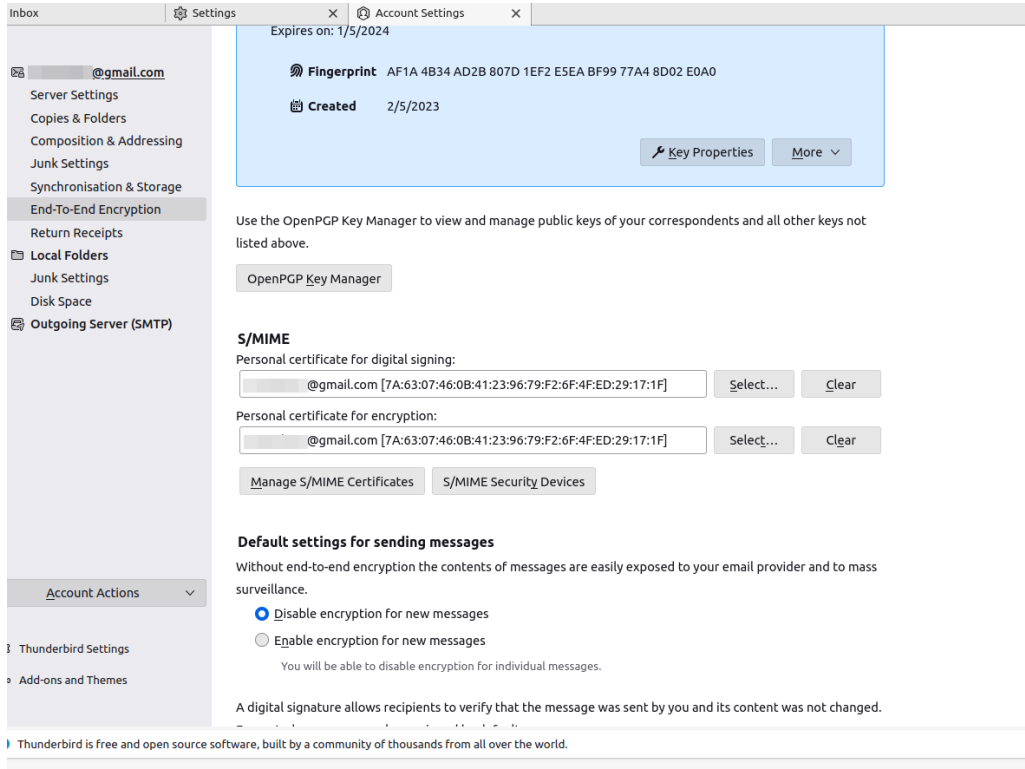 Inbox
Settings
Account Settings
Expires on: 1/5/2024
@gmail.com
Server Settings
Copies & Folders
Composition & Addressing
Junk Settings
Synchronisation & Storage
End-To-End Encryption
Return Receipts
Local Folders
Junk Settings
Disk Space
Outgoing Server (SMTP)
Account Actions
Thunderbird Settings
Add-ons and Themes
Fingerprint AF1A 4B34 AD2B 807D 1EF2 E5EA BF99 77A4 8D02 E0A0
Created 2/5/2023
Key Properties
More
Use the OpenPGP Key Manager to view and manage public keys of your correspondents and all other keys not
listed above.
OpenPGP Key Manager
S/MIME
Personal certificate for digital signing:
@gmail.com [7A:63:07:46:0B:41:23:96:79:F2:6F:4F:ED:29:17:1F]
Select...
Clear
Personal certificate for encryption:
@gmail.com [7A:63:07:46:0B:41:23:96:79:F2:6F:4F:ED:29:17:1F]
Select...
Clear
Manage S/MIME Certificates
S/MIME Security Devices
Default settings for sending messages
Without end-to-end encryption the contents of messages are easily exposed to your email provider and to mass
surveillance.
Disable encryption for new messages
Enable encryption for new messages
You will be able to disable encryption for individual messages.
A digital signature allows recipients to verify that the message was sent by you and its content was not changed.
Thunderbird is free and open source software, built by a community of thousands from all over the world.